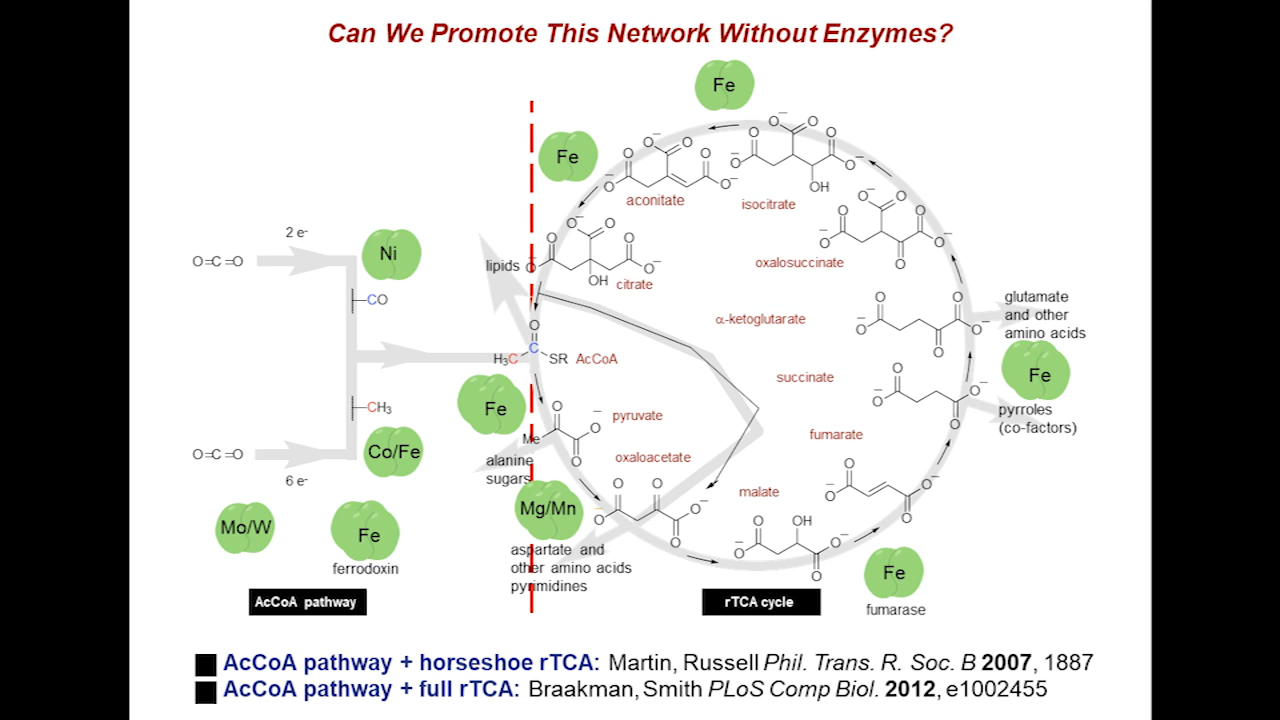 Can We Promote This Network Without Enzymes?
Fe
Fe
aconitate
isocitrate
OH
2 e-
O=C=O
Ni
CO
lipids
OH
citrate
oxalosuccinate
α-ketoglutarate
glutamate
and other
amino acids
H₃C
SR
AcCoA
succinate
Fe
pyrroles
(co-factors)
CH₃
Fe
pyruvate
Me
fumarate
O=C=O
6 e-
Co/Fe
alanine
sugars
oxaloacetate
malate
OH
Mo/W
Fe
ferrodoxin
Mg/Mn
aspartate and
other amino acids
pyrimidines
Fe
fumarase
AcCoA pathway
rTCA cycle
AcCoA pathway + horseshoe rTCA: Martin, Russell Phil. Trans. R. Soc. B 2007, 1887
AcCoA pathway + full rTCA: Braakman, Smith PLoS Comp Biol. 2012, e1002455